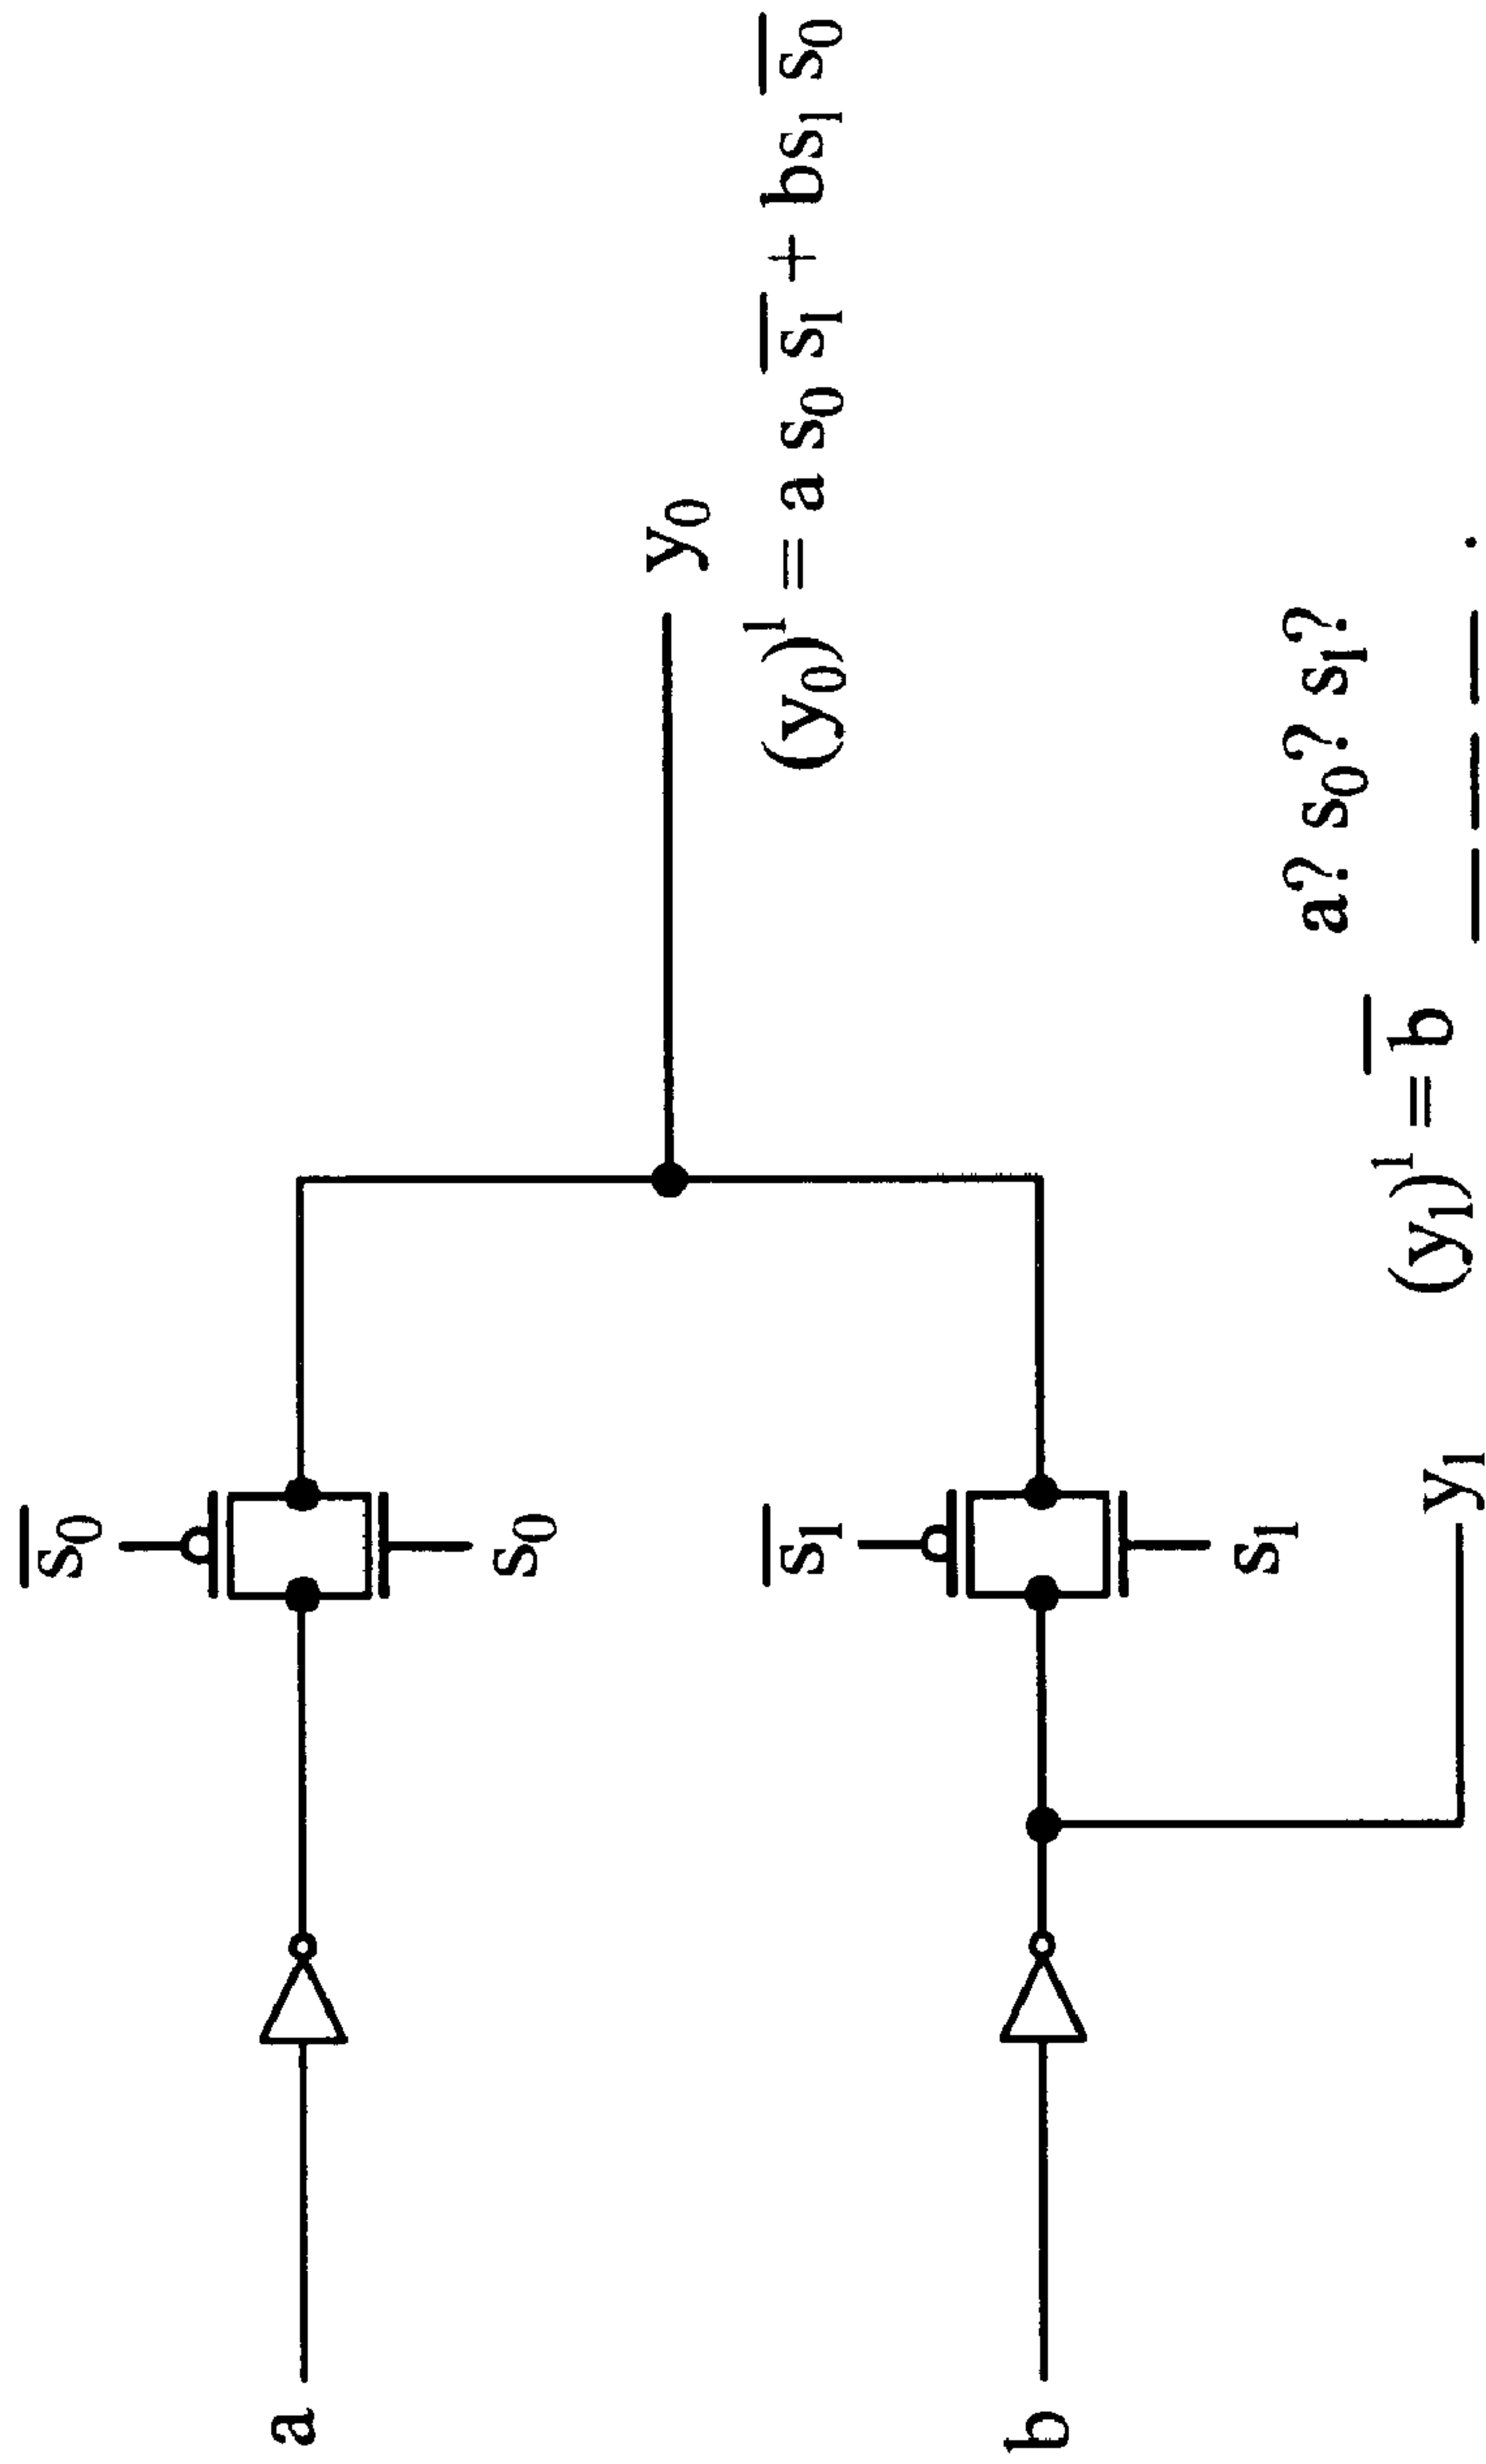 s̅₀
a
s₀
y₀
(y₀)¹ = a s₀ s̅₁ + bs₁ s̅₀
s̅₁
b
s₁
y₁
a? s₀? s₁?
(y₁)¹ = b̅ _ _ _ .